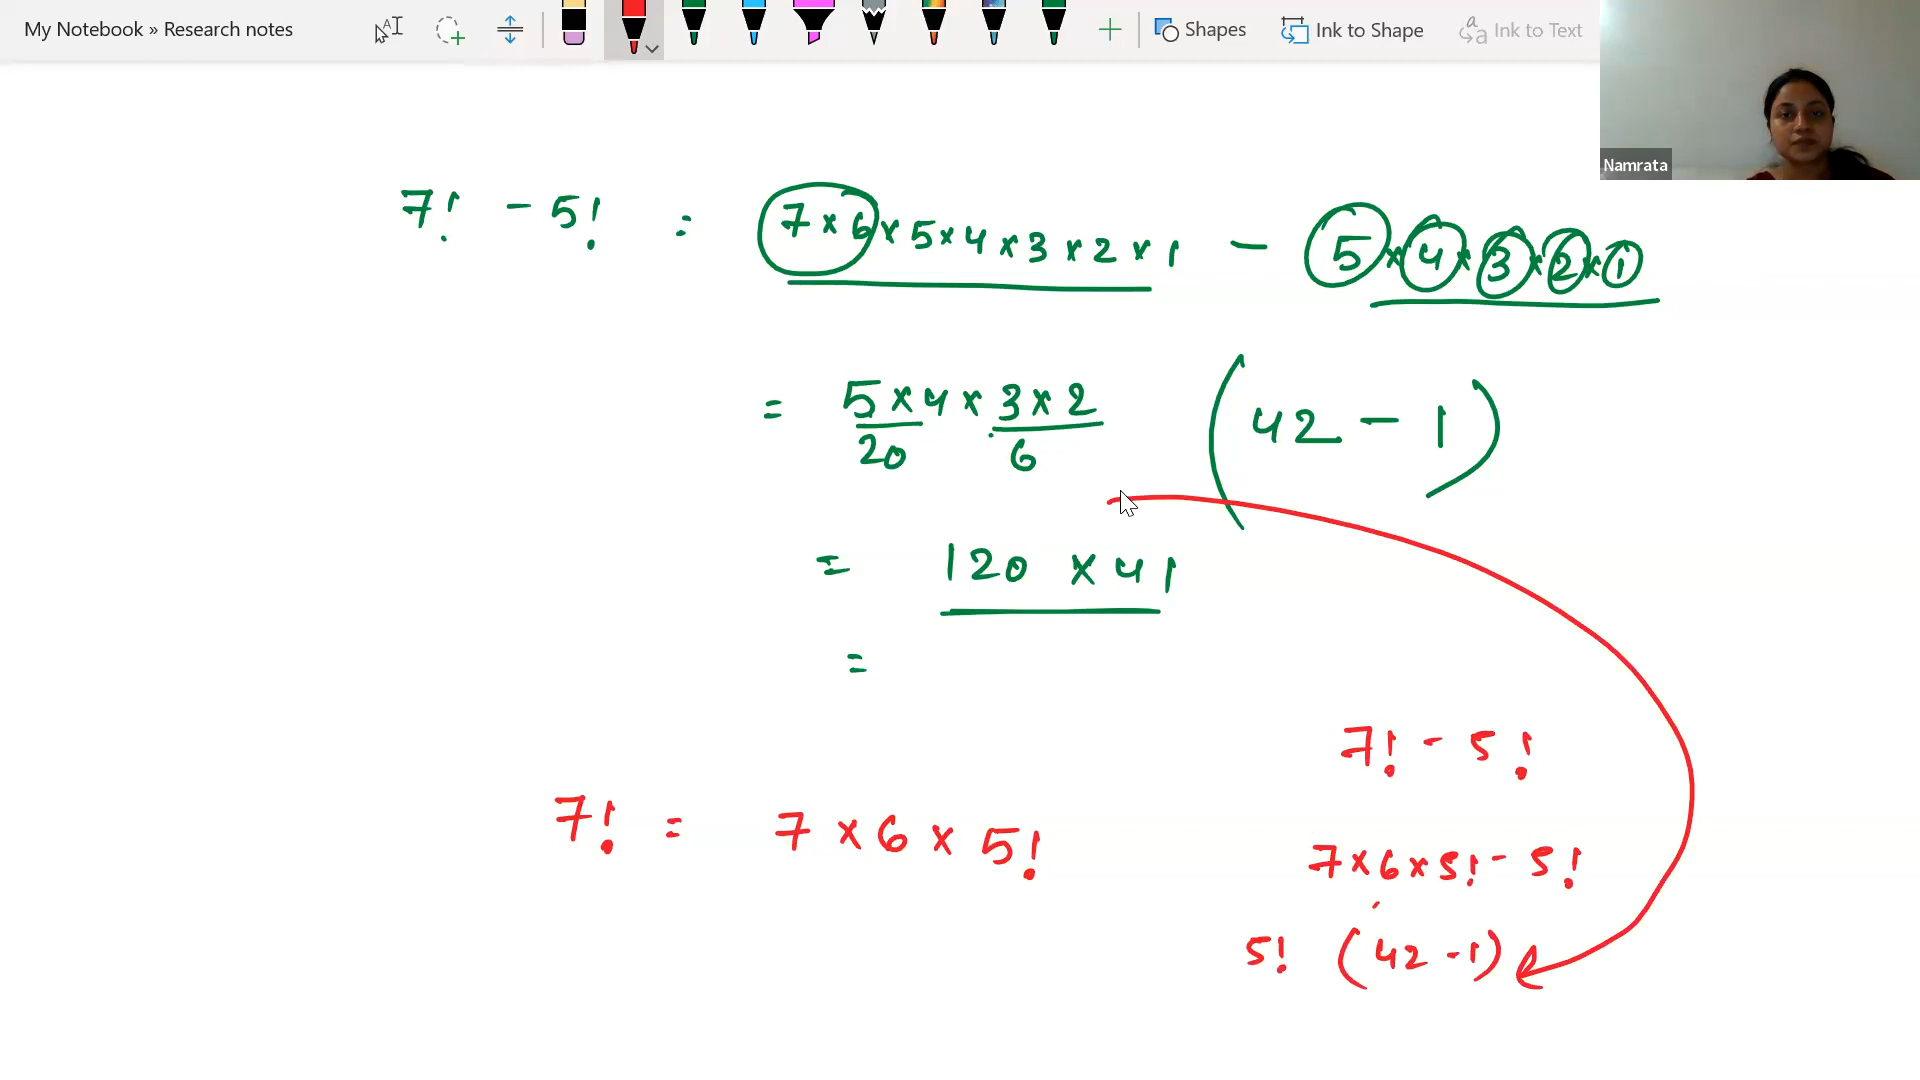 My Notebook » Research notes
Shapes
Ink to Shape
Ink to Text
Namrata
7! - 5! = 7 × 6 × 5 × 4 × 3 × 2 × 1 - 5 × 4 × 3 × 2 × 1
= 5 × 4 × 3 × 2 (42 - 1)
20 6
= 120 × 41
=
7! - 5!
7! = 7 × 6 × 5!
7 × 6 × 5! - 5!
5! (42 - 1)